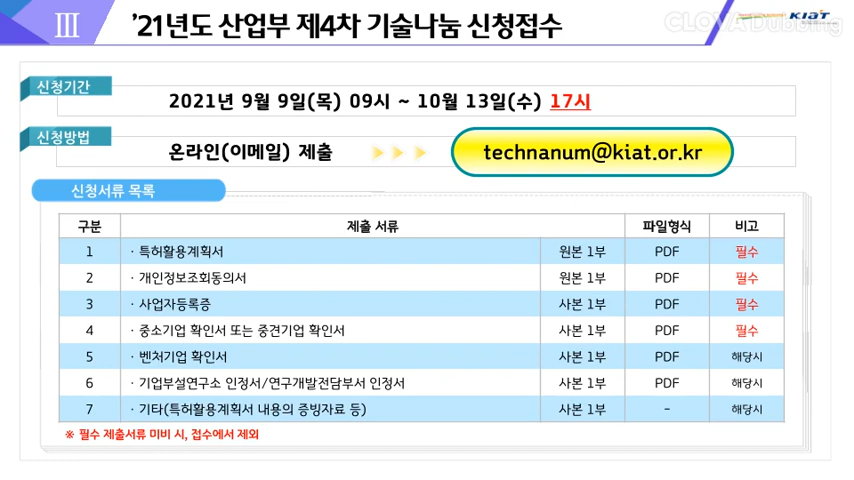 Ⅲ
'21년도 산업부 제4차 기술나눔 신청접수
CLOVA Dubbing
KIAT
신청기간
2021년 9월 9일(목) 09시 ~ 10월 13일(수) 17시
신청방법
온라인(이메일) 제출
technanum@kiat.or.kr
신청서류 목록
구분 제출 서류 파일형식 비고
1 · 특허활용계획서 원본 1부 PDF 필수
2 · 개인정보조회동의서 원본 1부 PDF 필수
3 · 사업자등록증 사본 1부 PDF 필수
4 · 중소기업 확인서 또는 중견기업 확인서 사본 1부 PDF 필수
5 · 벤처기업 확인서 사본 1부 PDF 해당시
6 · 기업부설연구소 인정서/연구개발전담부서 인정서 사본 1부 PDF 해당시
7 · 기타(특허활용계획서 내용의 증빙자료 등) 사본 1부 - 해당시
※ 필수 제출서류 미비 시, 접수에서 제외